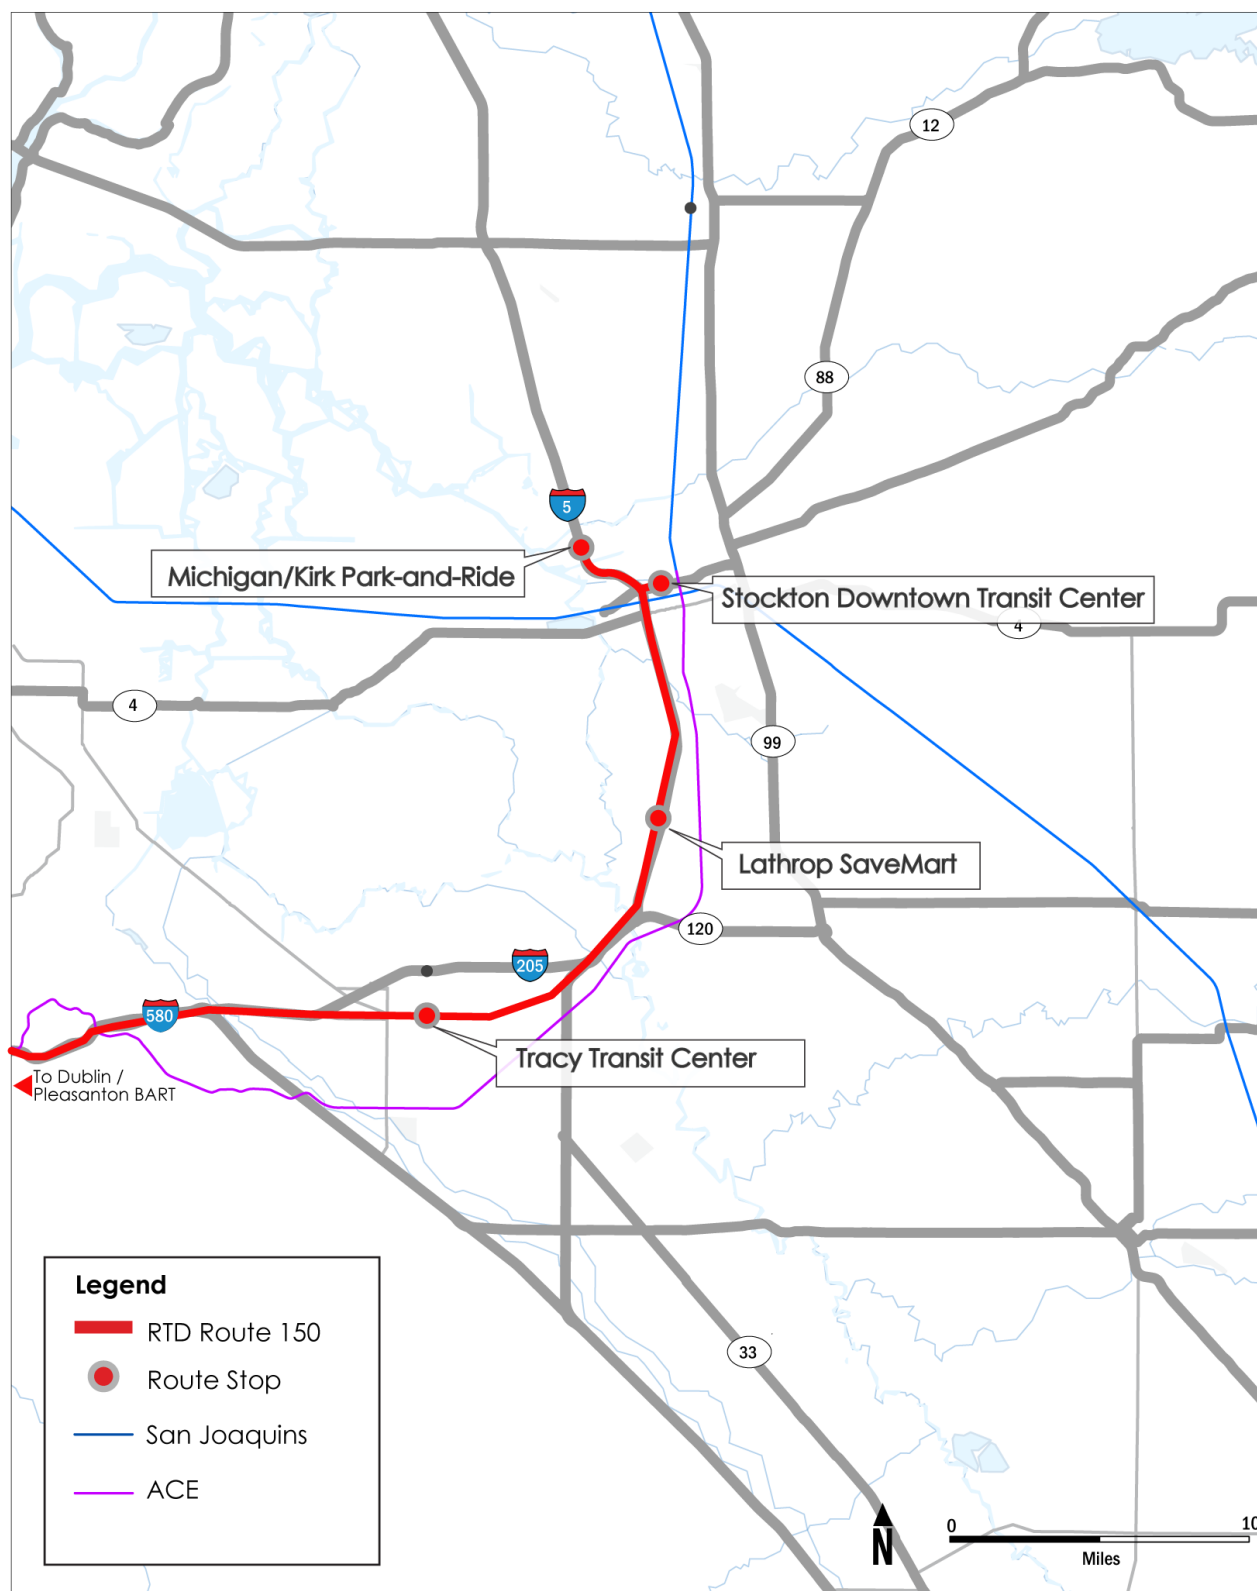 12
88
5
Michigan/Kirk Park-and-Ride
Stockton Downtown Transit Center
4
4
99
Lathrop SaveMart
120
205
580
Tracy Transit Center
To Dublin /
Pleasanton BART
33
Legend
RTD Route 150
Route Stop
San Joaquins
ACE
N
0 10
Miles